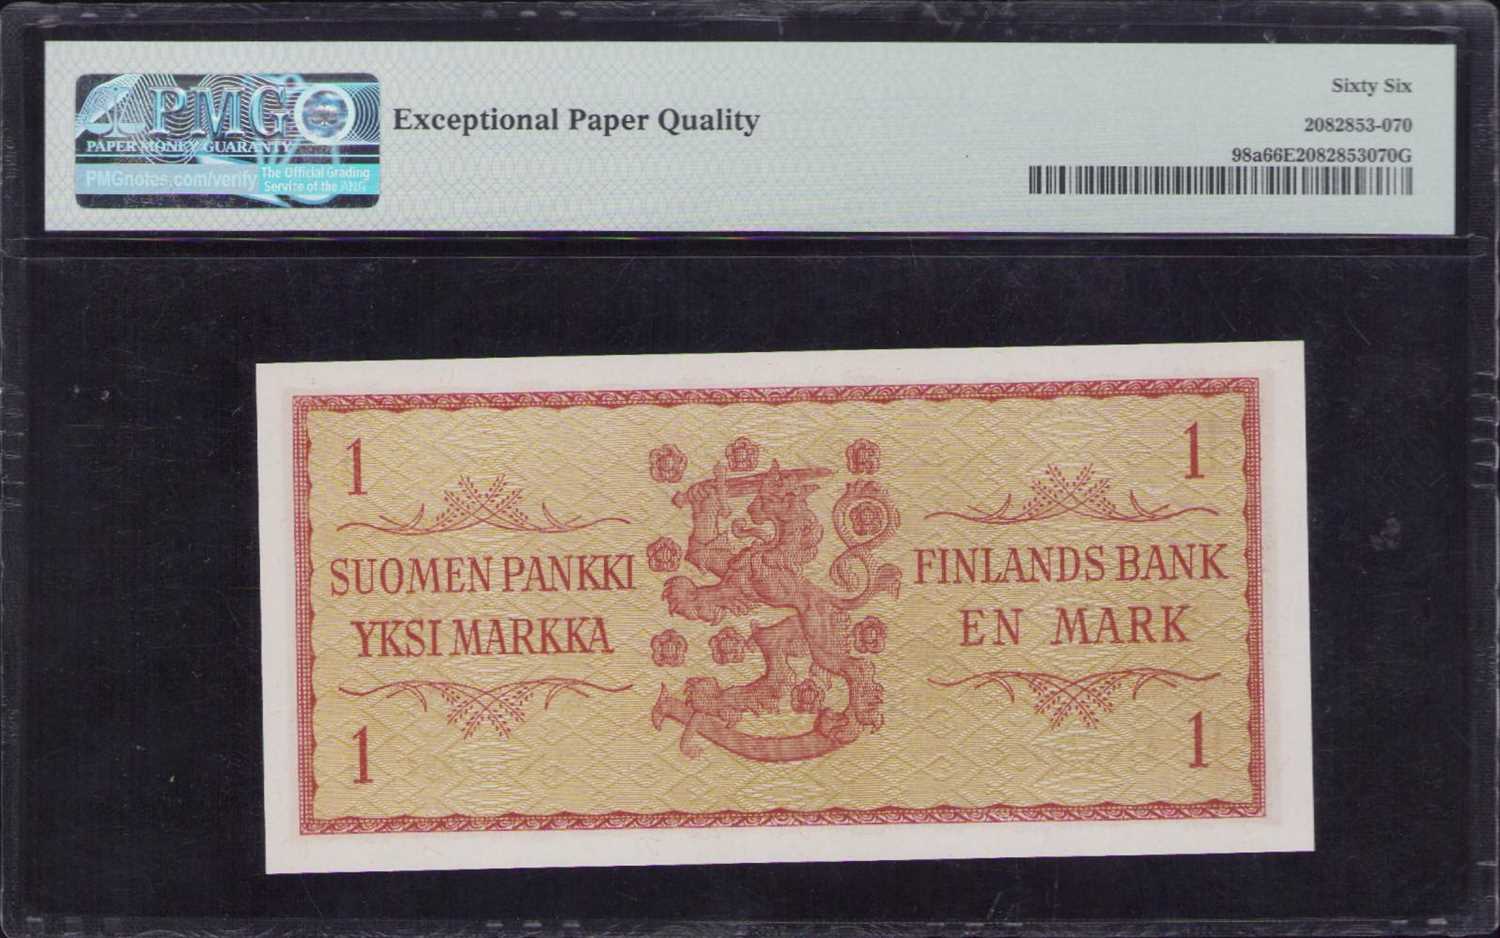 PMG
PAPER MONEY GUARANTY
PMGnotes.com/verify
The Official Grading
Service of the ANG
Exceptional Paper Quality
Sixty Six
2082853-070
98a66E2082853070G
1
1
SUOMEN PANKKI
YKSI MARKKA
FINLANDS BANK
EN MARK
1
1